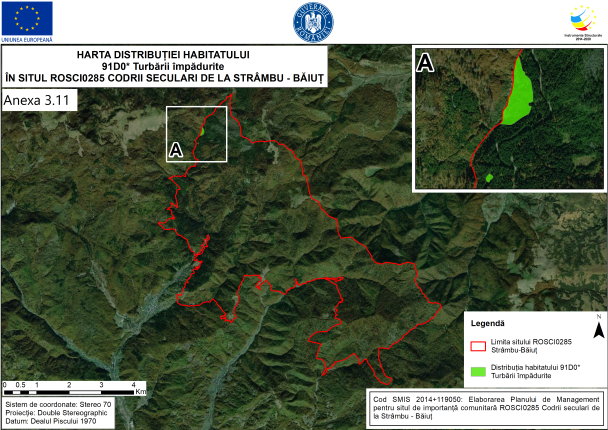 UNIUNEA EUROPEANĂ
GUVERNUL ROMÂNIEI
Instrumente Structurale
2014-2020
HARTA DISTRIBUȚIEI HABITATULUI
91D0* Turbării împădurite
ÎN SITUL ROSCI0285 CODRII SECULARI DE LA STRÂMBU - BĂIUȚ
Anexa 3.11
A
A
N
Legendă
Limita sitului ROSCI0285
Strâmbu-Băiuț
Distribuția habitatului 91D0*
Turbării împădurite
0 0.5 1 2 3 4
Km
Sistem de coordonate: Stereo 70
Proiecție: Double Stereographic
Datum: Dealul Piscului 1970
Cod SMIS 2014+119050: Elaborarea Planului de Management
pentru situl de importanță comunitară ROSCI0285 Codrii seculari de
la Strâmbu - Băiuț